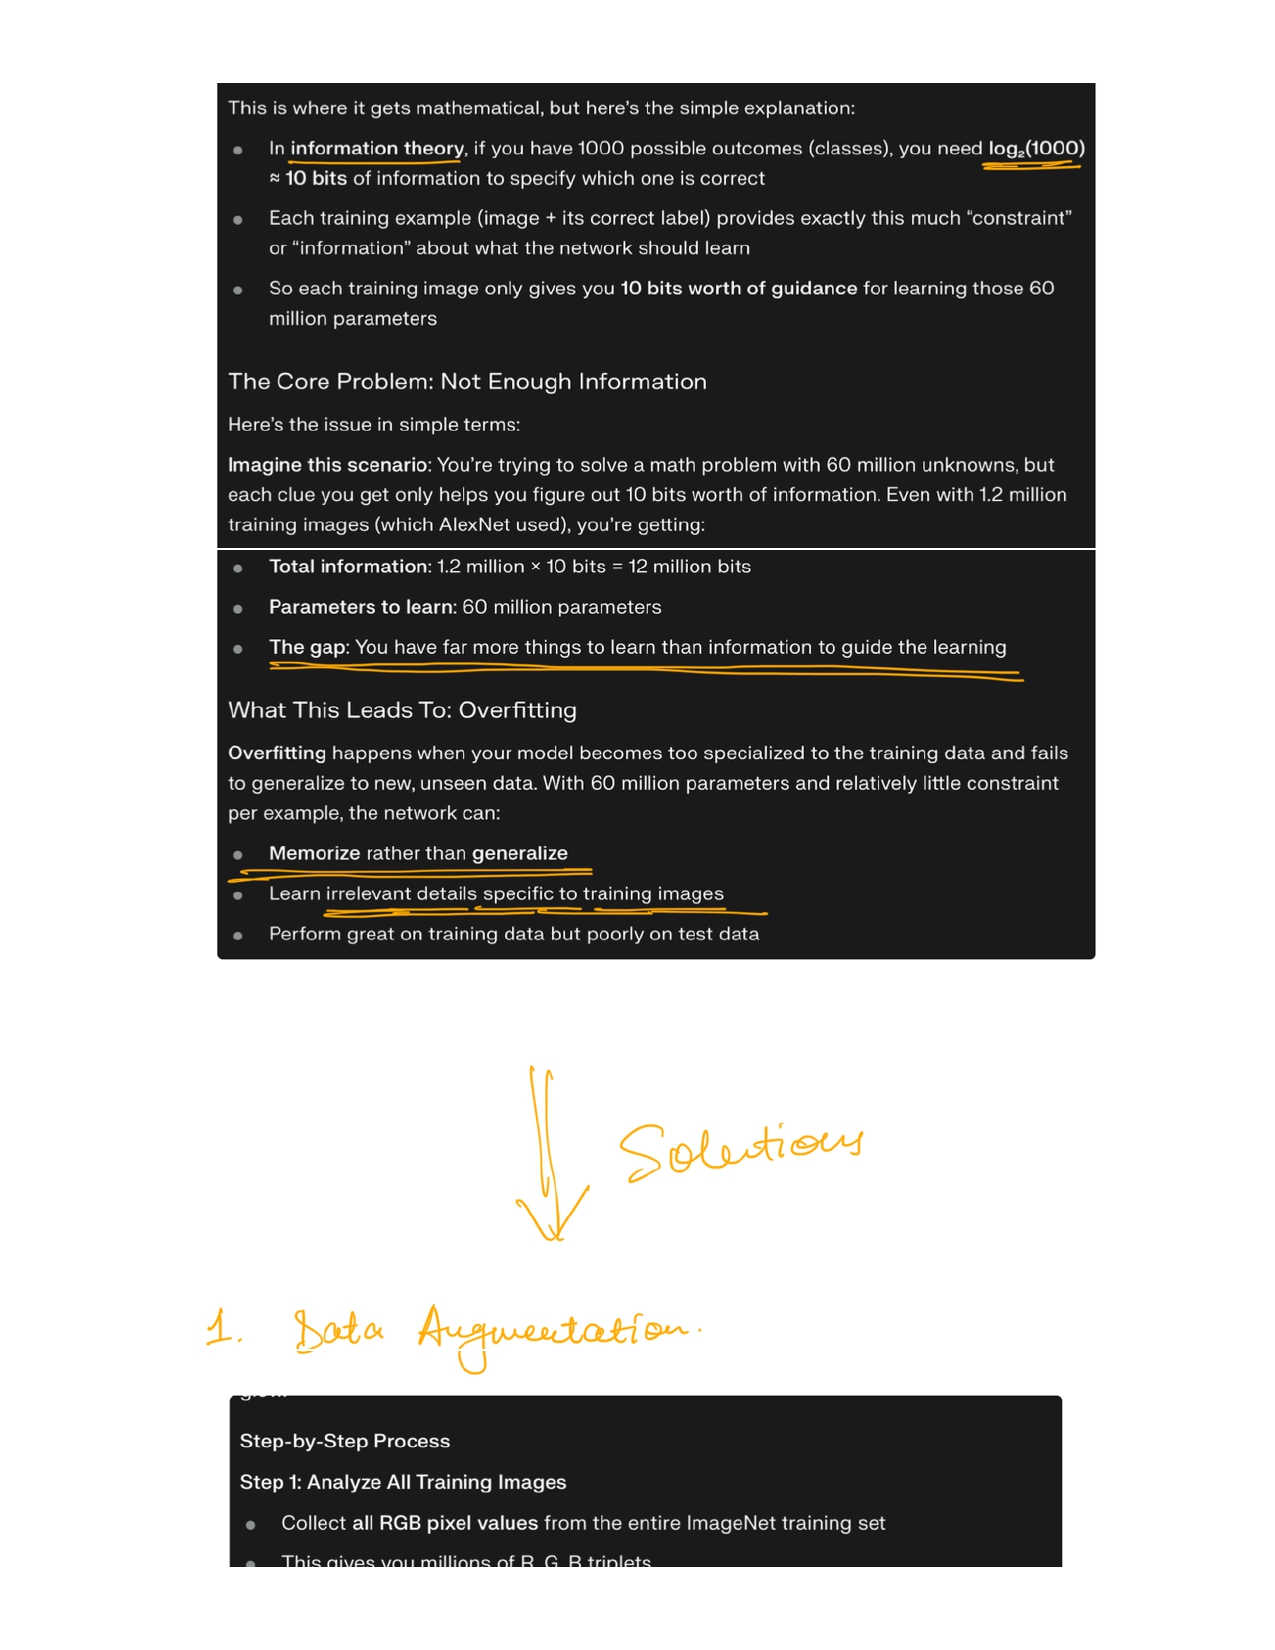 This is where it gets mathematical, but here’s the simple explanation:
In information theory, if you have 1000 possible outcomes (classes), you need log₂(1000)
≈ 10 bits of information to specify which one is correct
Each training example (image + its correct label) provides exactly this much “constraint”
or “information” about what the network should learn
So each training image only gives you 10 bits worth of guidance for learning those 60
million parameters
The Core Problem: Not Enough Information
Here’s the issue in simple terms:
Imagine this scenario: You’re trying to solve a math problem with 60 million unknowns, but
each clue you get only helps you figure out 10 bits worth of information. Even with 1.2 million
training images (which AlexNet used), you’re getting:
Total information: 1.2 million × 10 bits = 12 million bits
Parameters to learn: 60 million parameters
The gap: You have far more things to learn than information to guide the learning
What This Leads To: Overfitting
Overfitting happens when your model becomes too specialized to the training data and fails
to generalize to new, unseen data. With 60 million parameters and relatively little constraint
per example, the network can:
Memorize rather than generalize
Learn irrelevant details specific to training images
Perform great on training data but poorly on test data
Solutions
1. Data Augmentation.
Step-by-Step Process
Step 1: Analyze All Training Images
Collect all RGB pixel values from the entire ImageNet training set
This gives you millions of R, G, B triplets